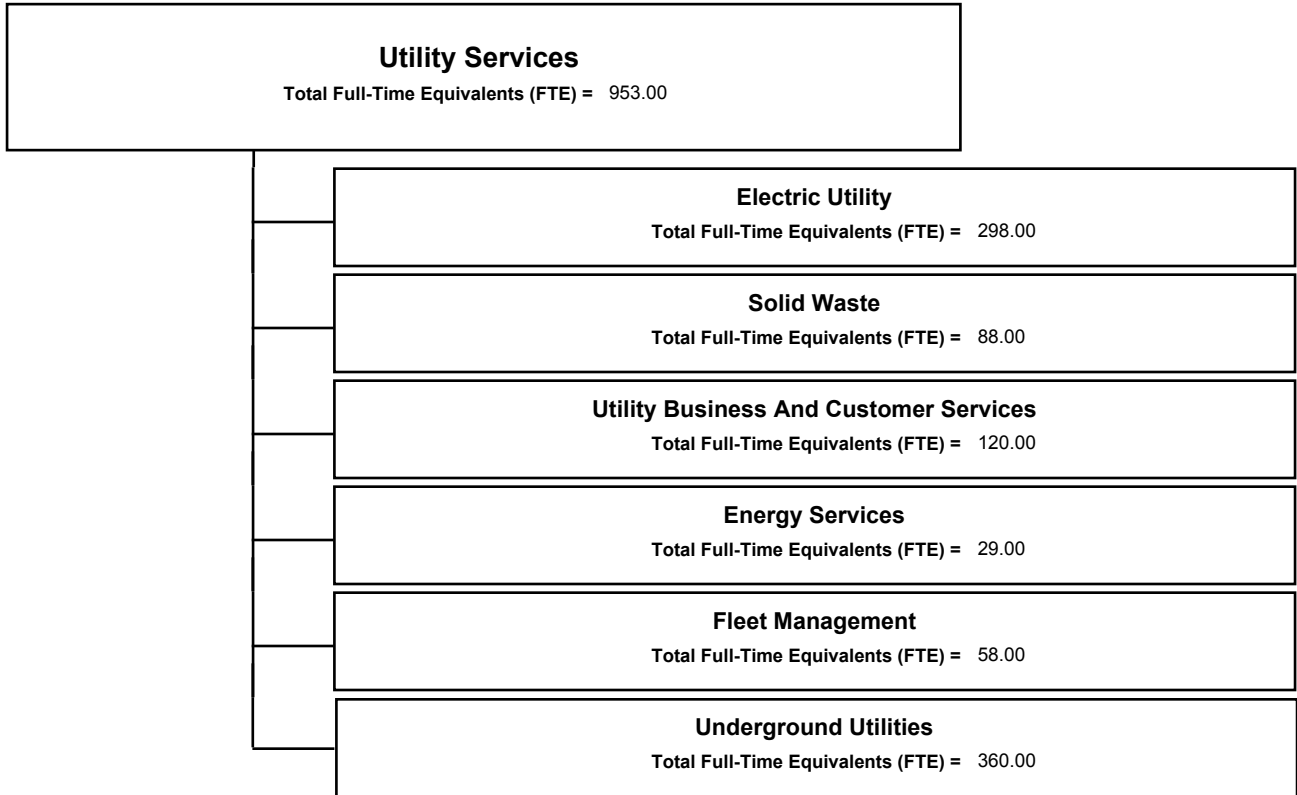 Utility Services
Total Full-Time Equivalents (FTE) = 953.00
Electric Utility
Total Full-Time Equivalents (FTE) = 298.00
Solid Waste
Total Full-Time Equivalents (FTE) = 88.00
Utility Business And Customer Services
Total Full-Time Equivalents (FTE) = 120.00
Energy Services
Total Full-Time Equivalents (FTE) = 29.00
Fleet Management
Total Full-Time Equivalents (FTE) = 58.00
Underground Utilities
Total Full-Time Equivalents (FTE) = 360.00